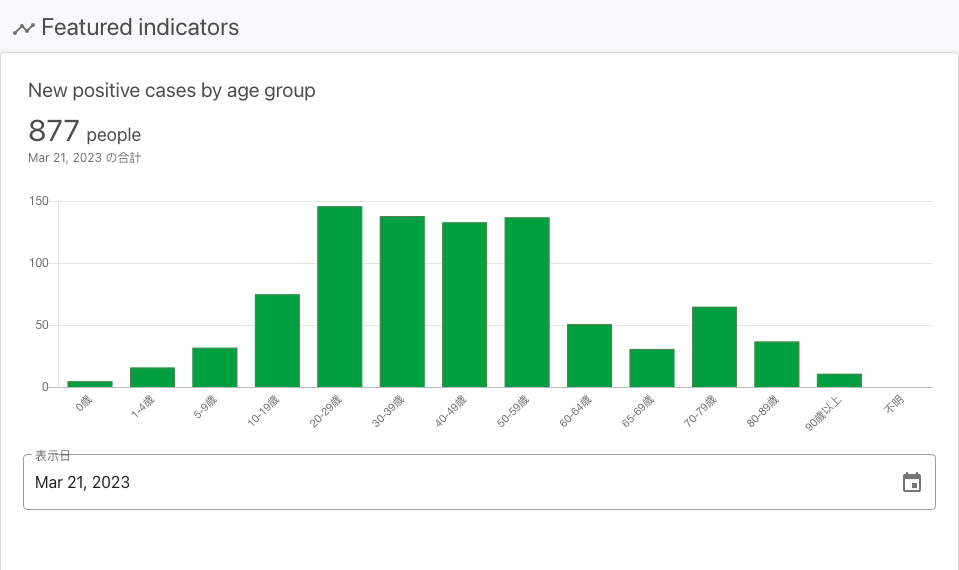 Featured indicators
New positive cases by age group
877 people
Mar 21, 2023 の合計
150
100
50
0
0歳
1-4歳
5-9歳
10-19歳
20-29歳
30-39歳
40-49歳
50-59歳
60-64歳
65-69歳
70-79歳
80-89歳
90歳以上
不明
表示日
Mar 21, 2023